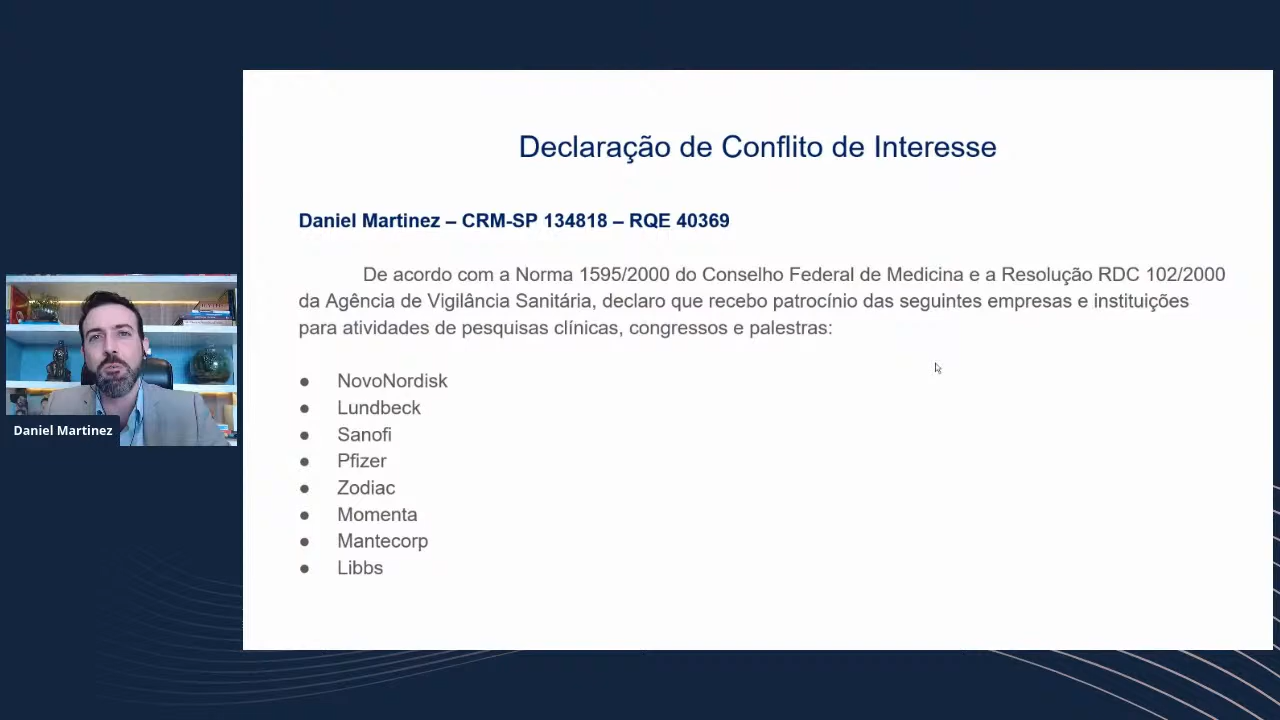 Declaração de Conflito de Interesse
Daniel Martinez – CRM-SP 134818 – RQE 40369
De acordo com a Norma 1595/2000 do Conselho Federal de Medicina e a Resolução RDC 102/2000
da Agência de Vigilância Sanitária, declaro que recebo patrocínio das seguintes empresas e instituições
para atividades de pesquisas clínicas, congressos e palestras:
● NovoNordisk
● Lundbeck
● Sanofi
● Pfizer
● Zodiac
● Momenta
● Mantecorp
● Libbs
Daniel Martinez